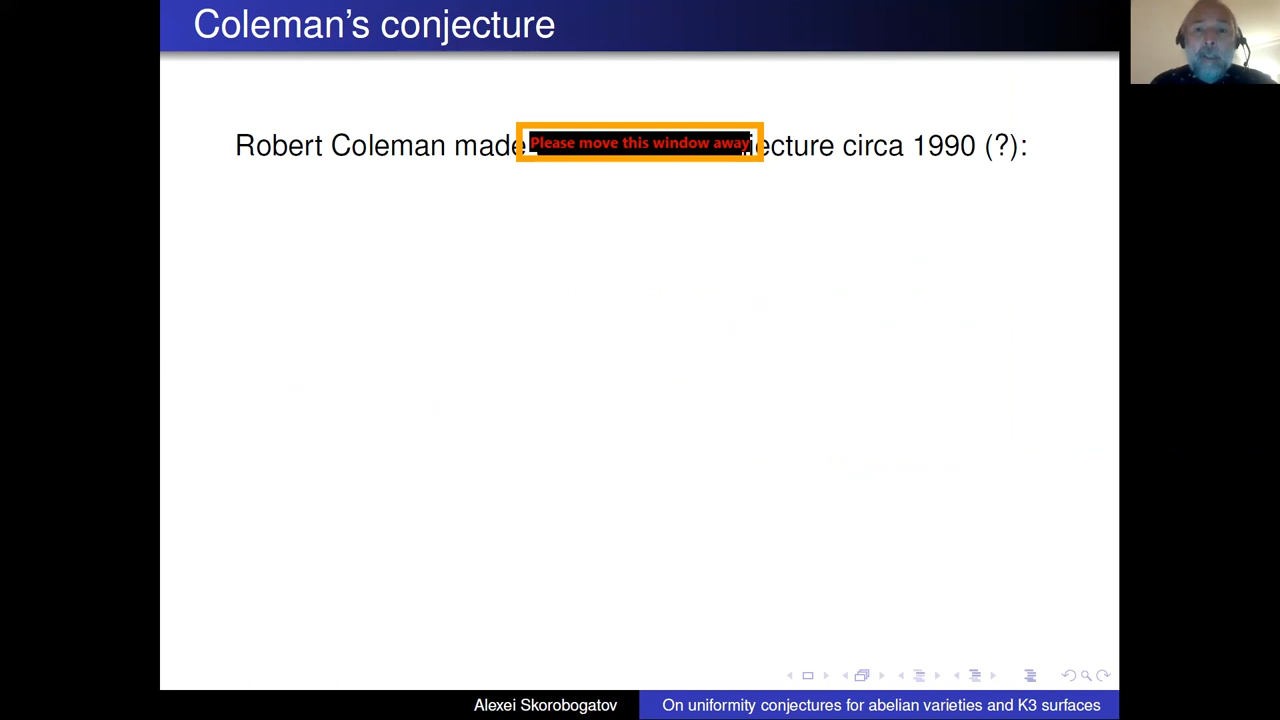 Coleman's conjecture
Robert Coleman made Please move this window away jecture circa 1990 (?):
Alexei Skorobogatov On uniformity conjectures for abelian varieties and K3 surfaces